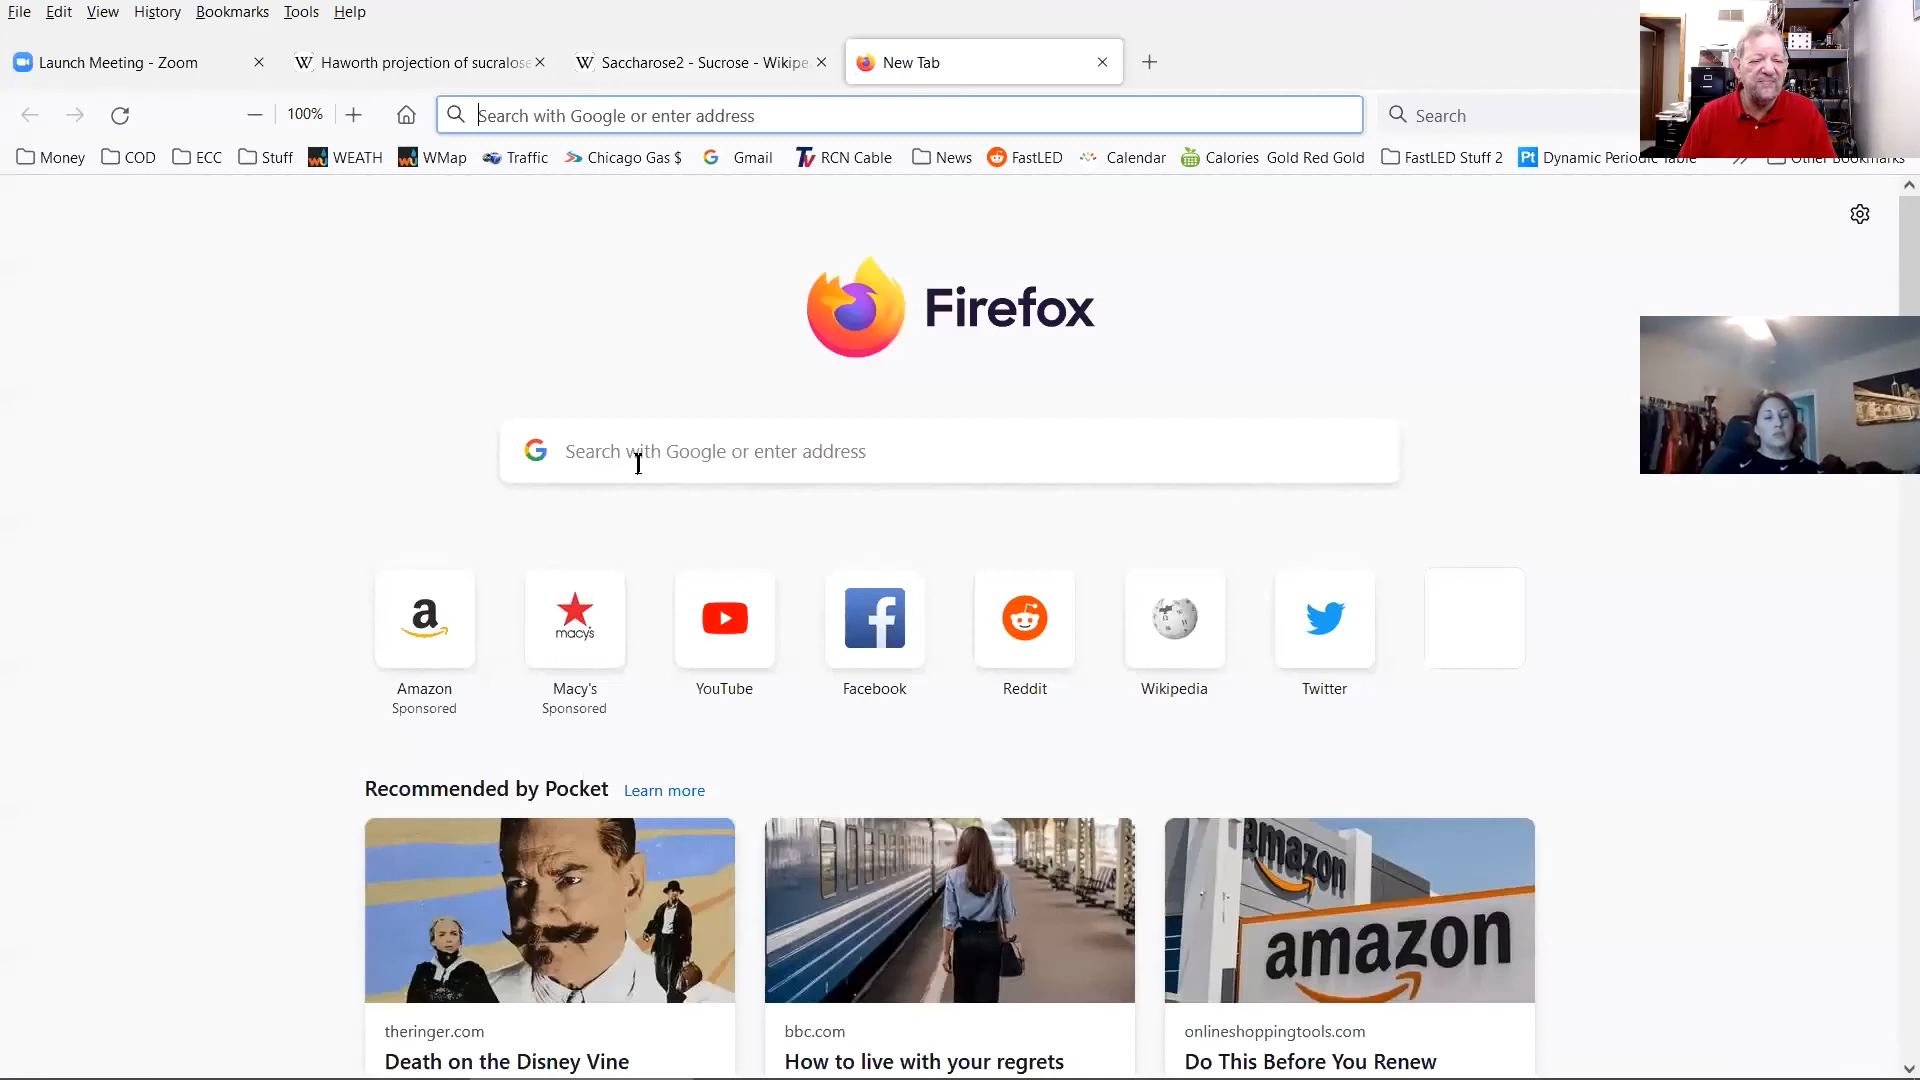 File Edit View History Bookmarks Tools Help
Launch Meeting - Zoom
Haworth projection of sucralose
Saccharose2 - Sucrose - Wikipe
New Tab
100%
Search with Google or enter address
Search
Money COD ECC Stuff WEATH WMap Traffic Chicago Gas $ Gmail RCN Cable News FastLED Calendar Calories Gold Red Gold FastLED Stuff 2 Dynamic Periodic Table Other Bookmarks
Firefox
Search with Google or enter address
macy's
Amazon Macy's YouTube Facebook Reddit Wikipedia Twitter
Sponsored Sponsored
Recommended by Pocket Learn more
amazon
amazon
theringer.com
Death on the Disney Vine
bbc.com
How to live with your regrets
onlineshoppingtools.com
Do This Before You Renew